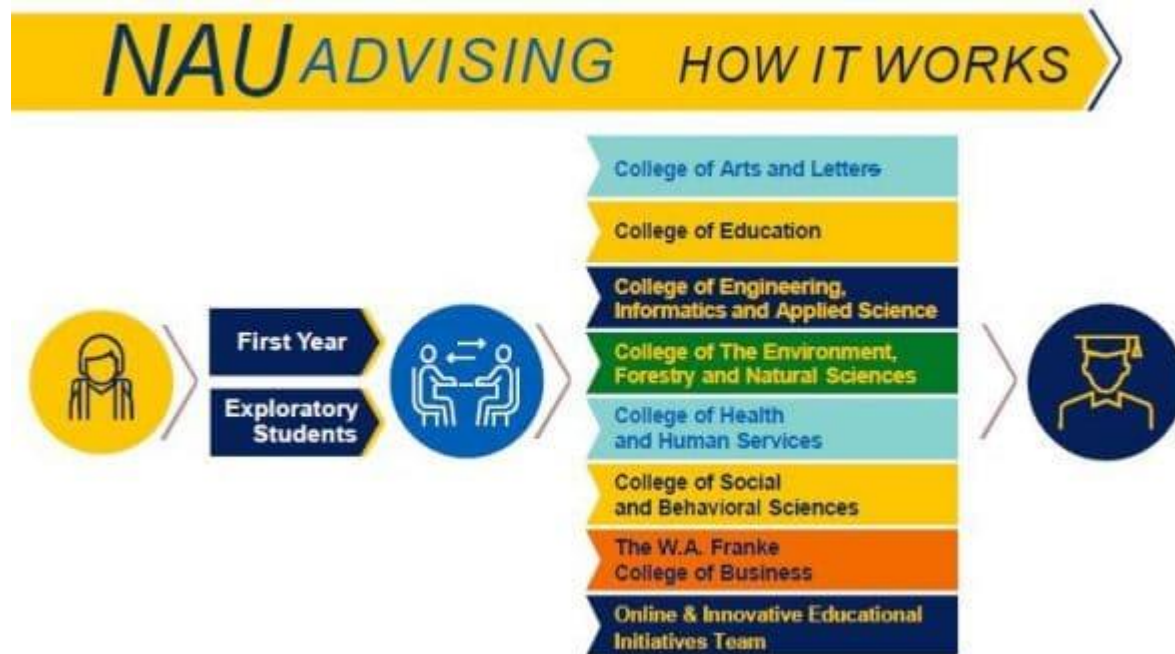 NAU ADVISING HOW IT WORKS
First Year
Exploratory
Students
College of Arts and Letters
College of Education
College of Engineering,
Informatics and Applied Science
College of The Environment,
Forestry and Natural Sciences
College of Health
and Human Services
College of Social
and Behavioral Sciences
The W.A. Franke
College of Business
Online & Innovative Educational
Initiatives Team